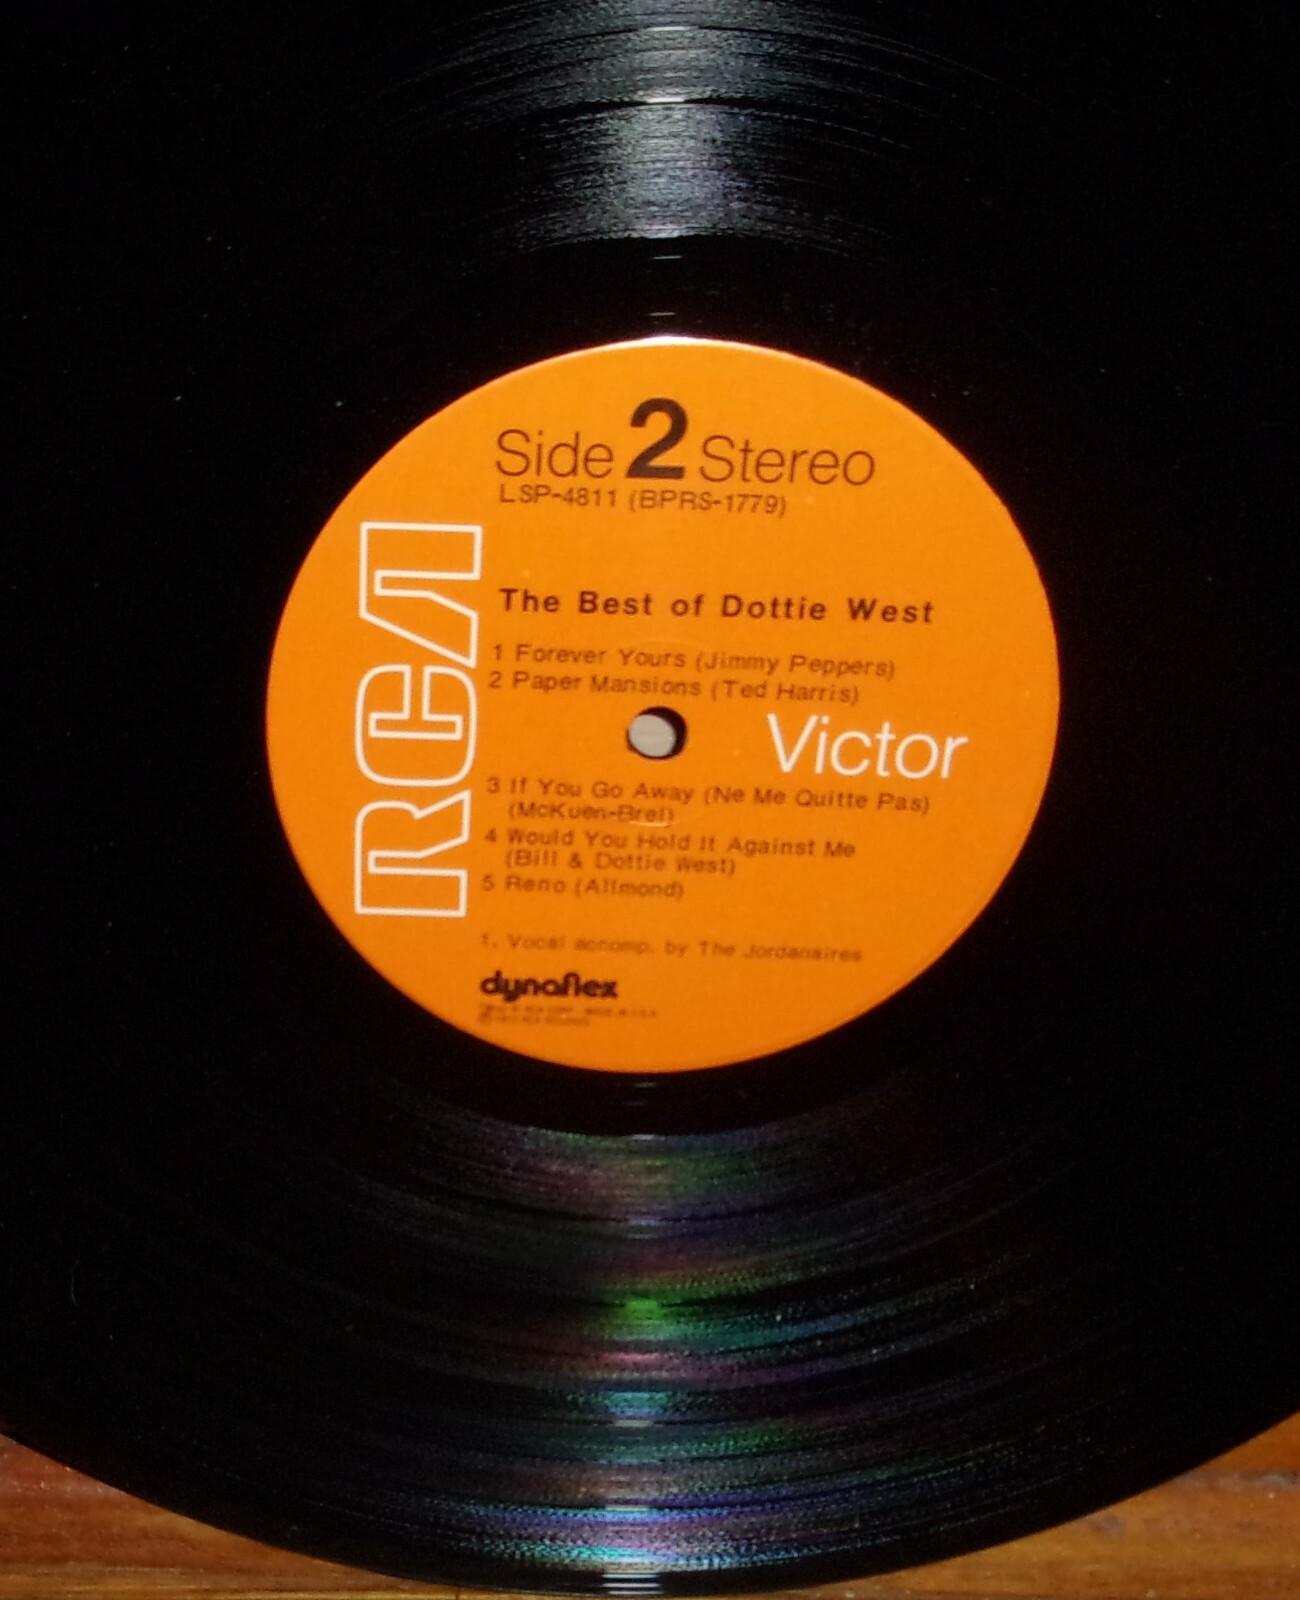 Side 2 Stereo
LSP-4811 (BPRS-1779)
RCA
The Best of Dottie West
1 Forever Yours (Jimmy Peppers)
2 Paper Mansions (Ted Harris)
Victor
3 If You Go Away (Ne Me Quitte Pas)
(McKuen-Brel)
4 Would You Hold It Against Me
(Bill & Dottie West)
5 Reno (Allmond)
1. Vocal accomp. by The Jordanaires
dynaflex